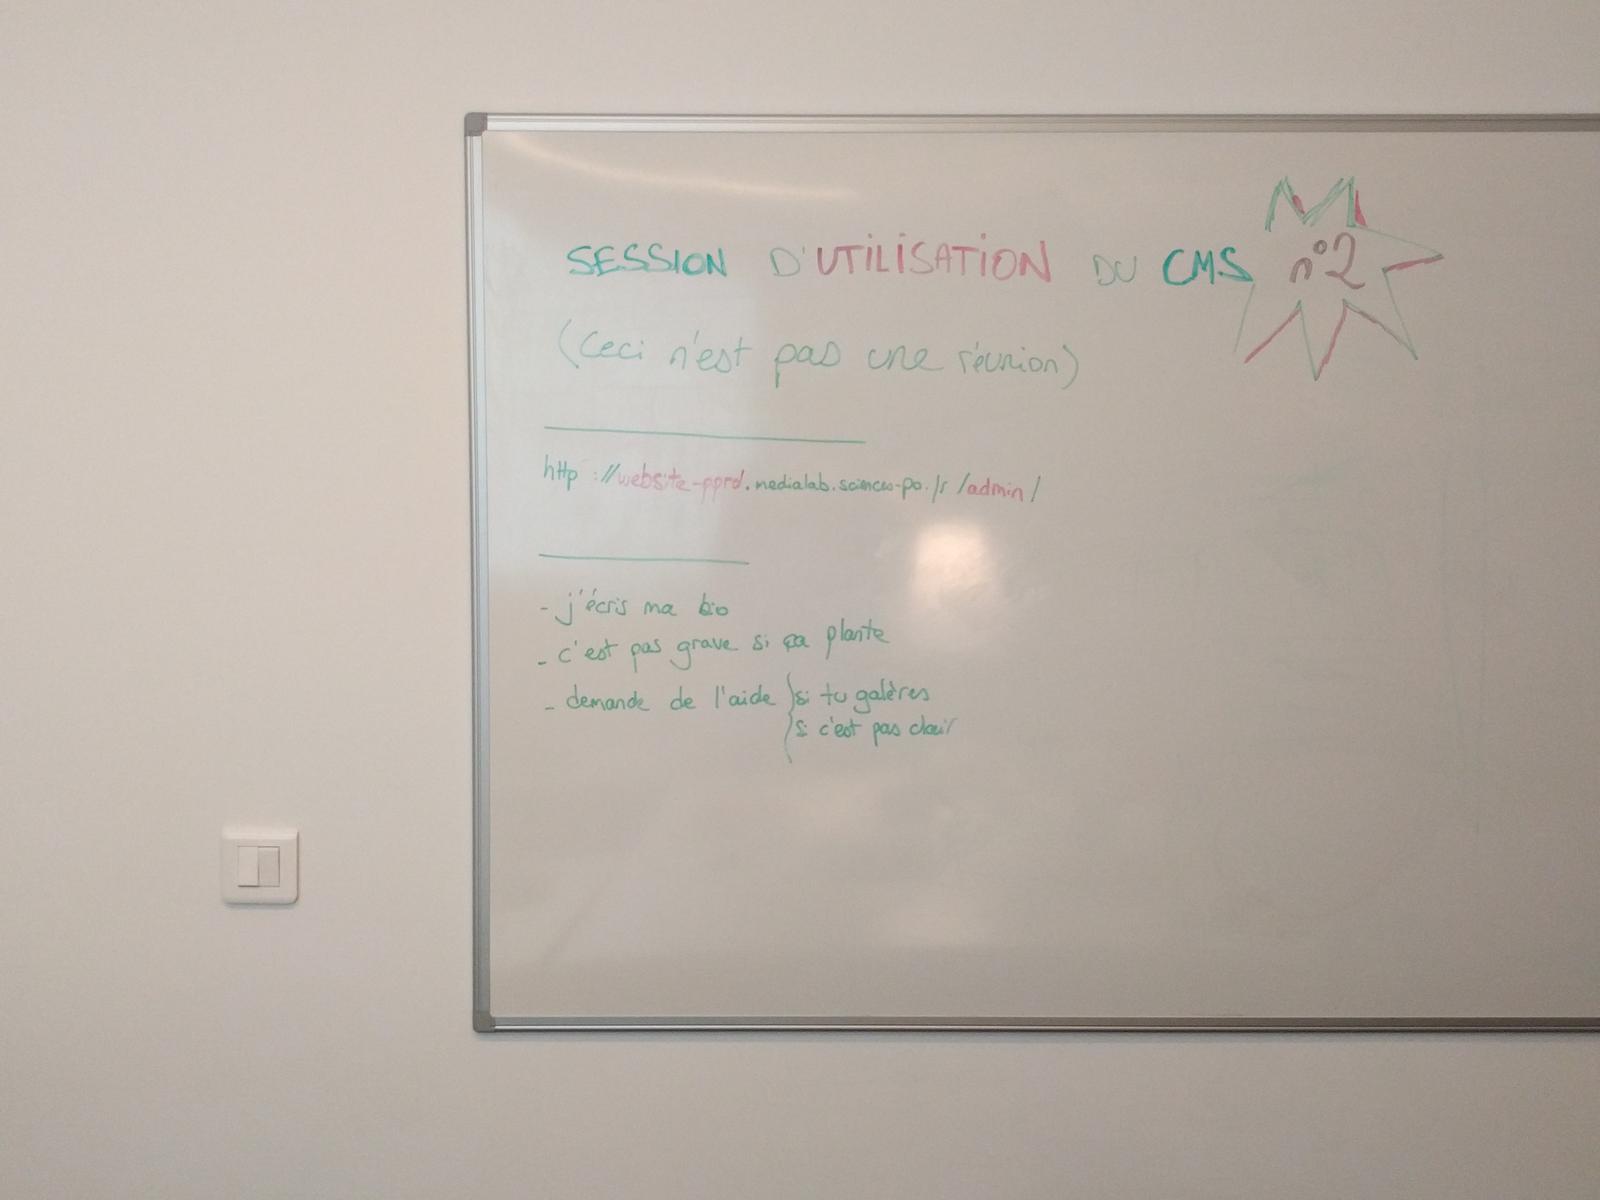 SESSION D'UTILISATION DU CMS n°2
(Ceci n'est pas une réunion)
http://website-pprd.medialab.sciences-po.fr/admin/
- j'écris ma bio
- c'est pas grave si ça plante
- demande de l'aide } si tu galères
si c'est pas clair